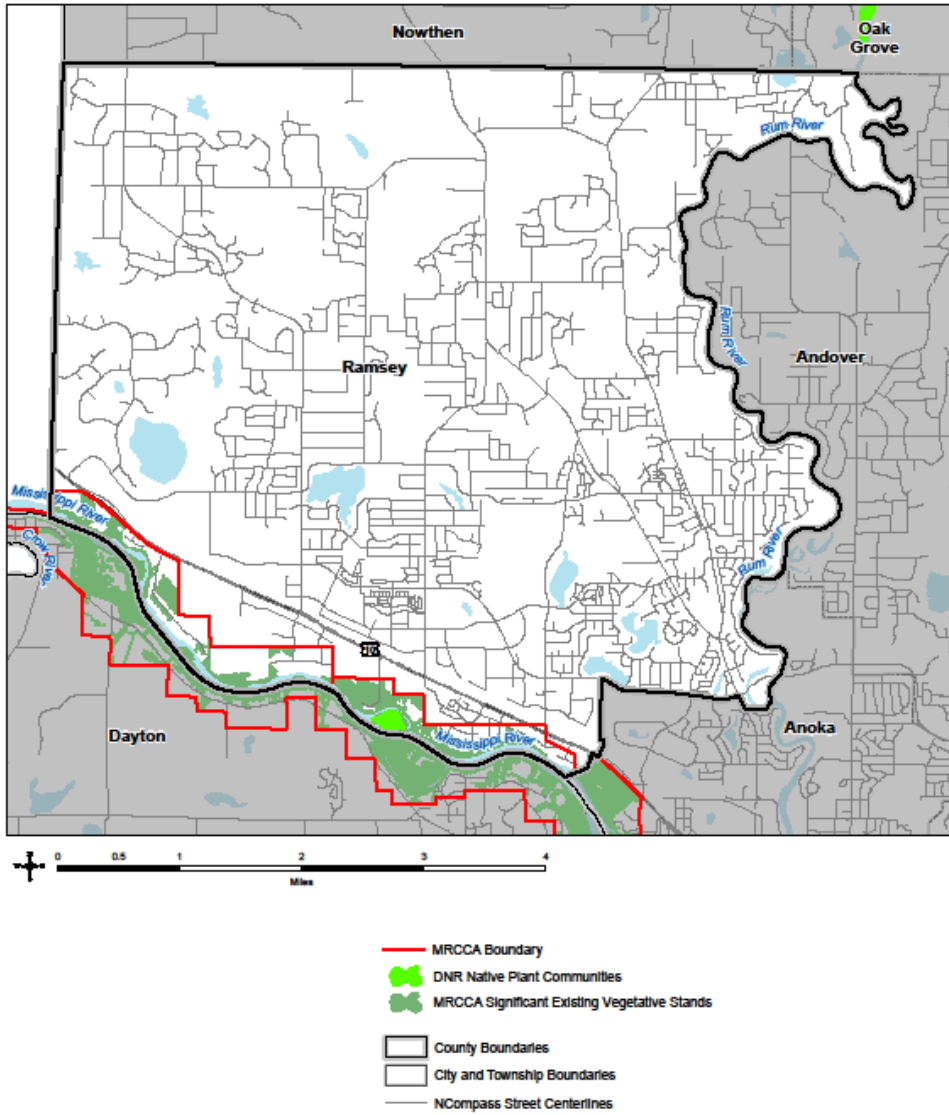 Nowthen
Oak
Grove
Rum River
Rum River
Andover
Ramsey
Mississippi River
Crow River
Rum River
10
Dayton
Mississippi River
Anoka
0 0.5 1 2 3 4
Miles
MRCCA Boundary
DNR Native Plant Communities
MRCCA Significant Existing Vegetative Stands
County Boundaries
City and Township Boundaries
NCompass Street Centerlines